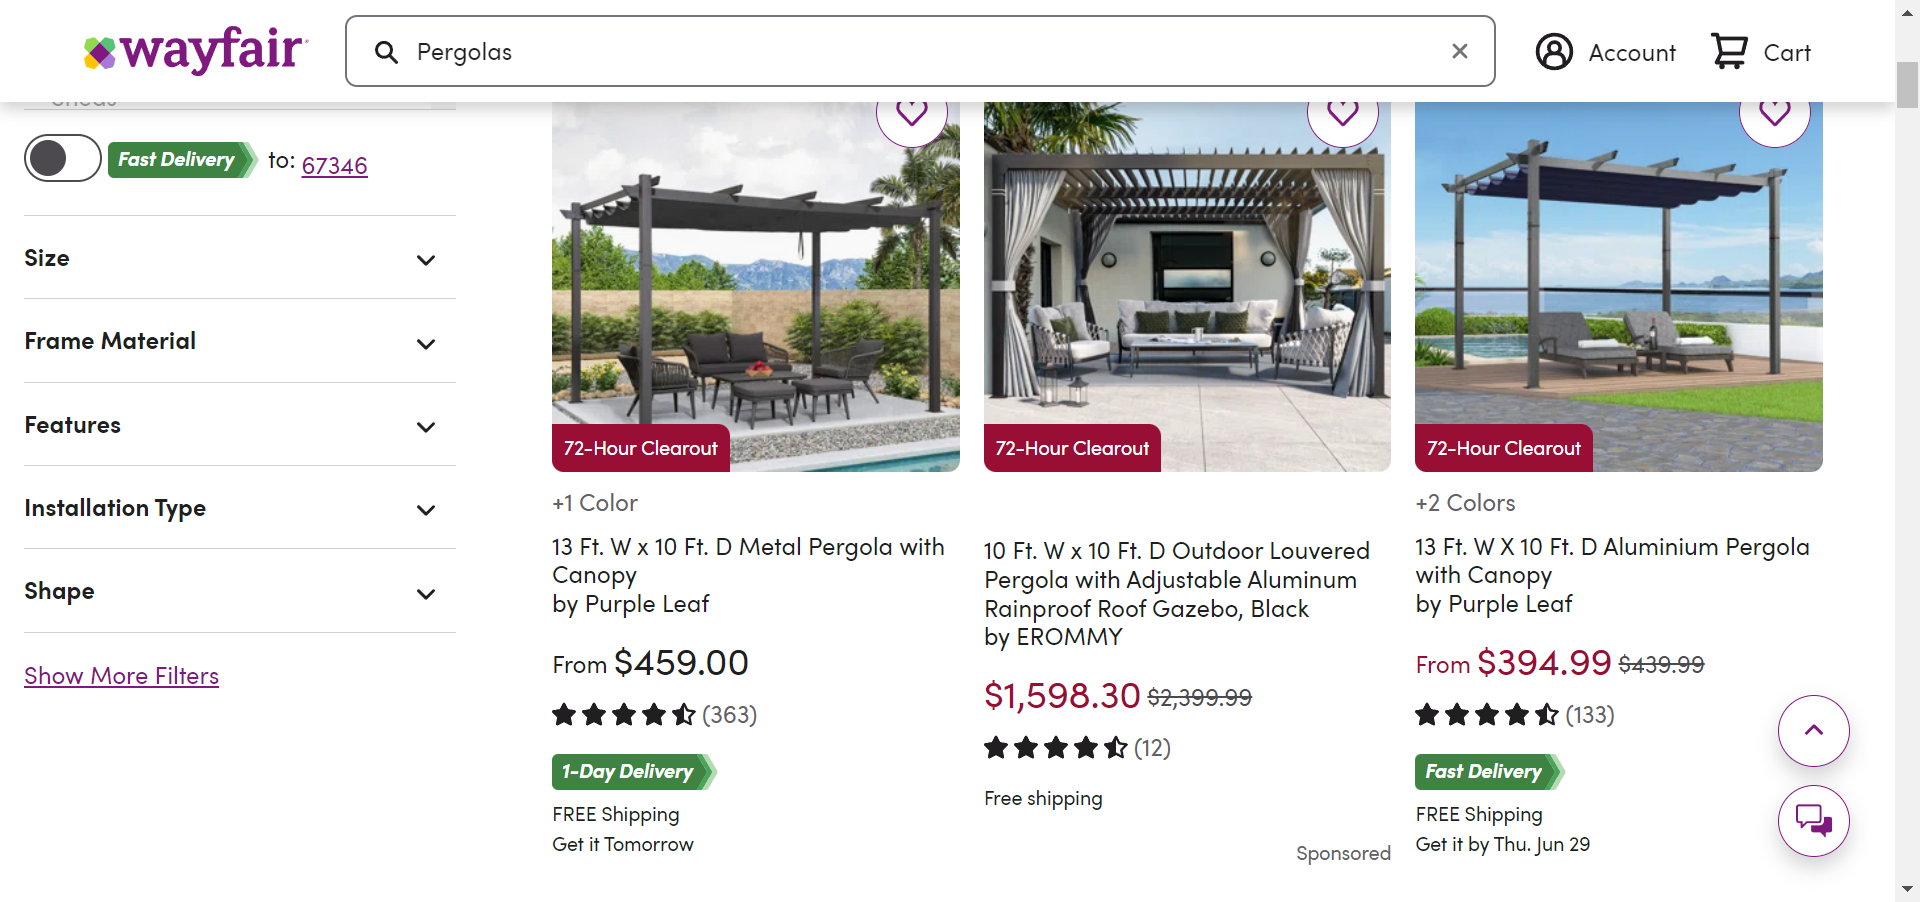 wayfair
Pergolas
Account
Cart
Sheds
Fast Delivery to: 67346
Size
Frame Material
Features
Installation Type
Shape
Show More Filters
72-Hour Clearout
+1 Color
13 Ft. W x 10 Ft. D Metal Pergola with
Canopy
by Purple Leaf
From $459.00
(363)
1-Day Delivery
FREE Shipping
Get it Tomorrow
72-Hour Clearout
10 Ft. W x 10 Ft. D Outdoor Louvered
Pergola with Adjustable Aluminum
Rainproof Roof Gazebo, Black
by EROMMY
$1,598.30 $2,399.99
(12)
Free shipping
Sponsored
72-Hour Clearout
+2 Colors
13 Ft. W X 10 Ft. D Aluminium Pergola
with Canopy
by Purple Leaf
From $394.99 $439.99
(133)
Fast Delivery
FREE Shipping
Get it by Thu. Jun 29